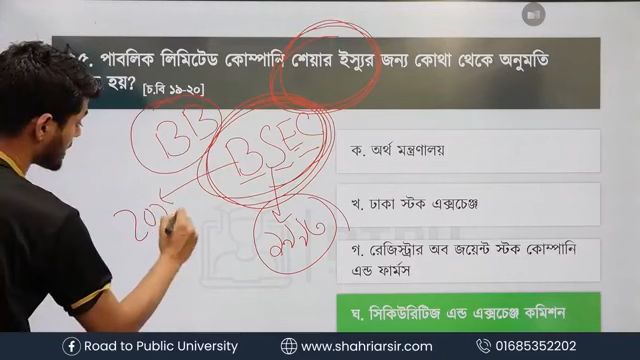 ৫. পাবলিক লিমিটেড কোম্পানি শেয়ার ইস্যুর জন্য কোথা থেকে অনুমতি
হয়? [চ.বি ১৯-২০]
BB
BSEC
ক. অর্থ মন্ত্রণালয়
খ. ঢাকা স্টক এক্সচেঞ্জ
গ. রেজিস্ট্রার অব জয়েন্ট স্টক কোম্পানি
এন্ড ফার্মস
ঘ. সিকিউরিটিজ এন্ড এক্সচেঞ্জ কমিশন
Road to Public University
www.shahriarsir.com
01685352202